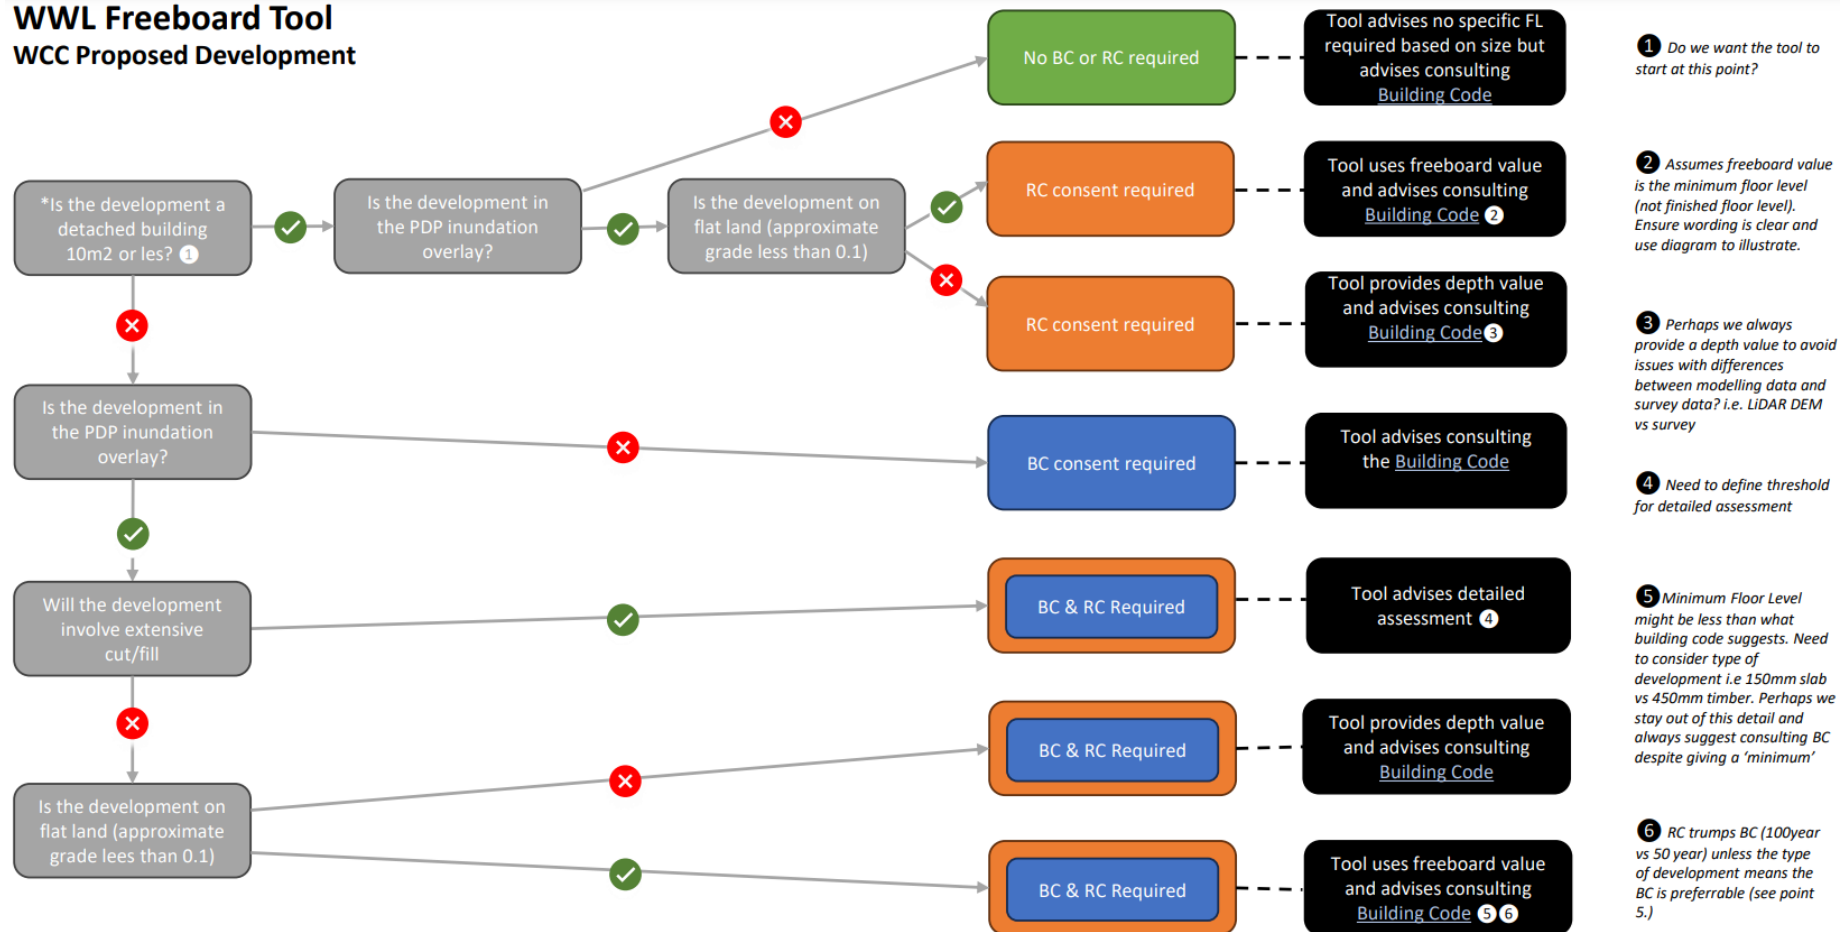 WWL Freeboard Tool
WCC Proposed Development
No BC or RC required
Tool advises no specific FL
required based on size but
advises consulting
Building Code
1 Do we want the tool to
start at this point?
*Is the development a
detached building
10m2 or les? 1
Is the development in
the PDP inundation
overlay?
Is the development on
flat land (approximate
grade less than 0.1)
RC consent required
Tool uses freeboard value
and advises consulting
Building Code 2
2 Assumes freeboard value
is the minimum floor level
(not finished floor level).
Ensure wording is clear and
use diagram to illustrate.
RC consent required
Tool provides depth value
and advises consulting
Building Code 3
3 Perhaps we always
provide a depth value to avoid
issues with differences
between modelling data and
survey data? i.e. LiDAR DEM
vs survey
Is the development in
the PDP inundation
overlay?
BC consent required
Tool advises consulting
the Building Code
4 Need to define threshold
for detailed assessment
Will the development
involve extensive
cut/fill
BC & RC Required
Tool advises detailed
assessment 4
5 Minimum Floor Level
might be less than what
building code suggests. Need
to consider type of
development i.e 150mm slab
vs 450mm timber. Perhaps we
stay out of this detail and
always suggest consulting BC
despite giving a ‘minimum’
BC & RC Required
Tool provides depth value
and advises consulting
Building Code
Is the development on
flat land (approximate
grade lees than 0.1)
BC & RC Required
Tool uses freeboard value
and advises consulting
Building Code 5 6
6 RC trumps BC (100year
vs 50 year) unless the type
of development means the
BC is preferrable (see point
5.)